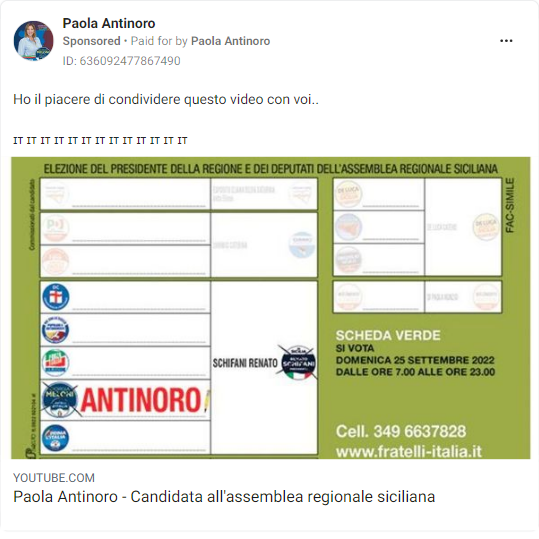 Paola Antinoro
Sponsored • Paid for by Paola Antinoro
ID: 636092477867490
Ho il piacere di condividere questo video con voi..
IT IT IT IT IT IT IT IT IT IT IT IT IT
ELEZIONE DEL PRESIDENTE DELLA REGIONE E DEI DEPUTATI DELL'ASSEMBLEA REGIONALE SICILIANA
FAC-SIMILE
SCHIFANI RENATO
ANTINORO
SCHEDA VERDE
SI VOTA
DOMENICA 25 SETTEMBRE 2022
DALLE ORE 7.00 ALLE ORE 23.00
Cell. 349 6637828
www.fratelli-italia.it
YOUTUBE.COM
Paola Antinoro - Candidata all'assemblea regionale siciliana